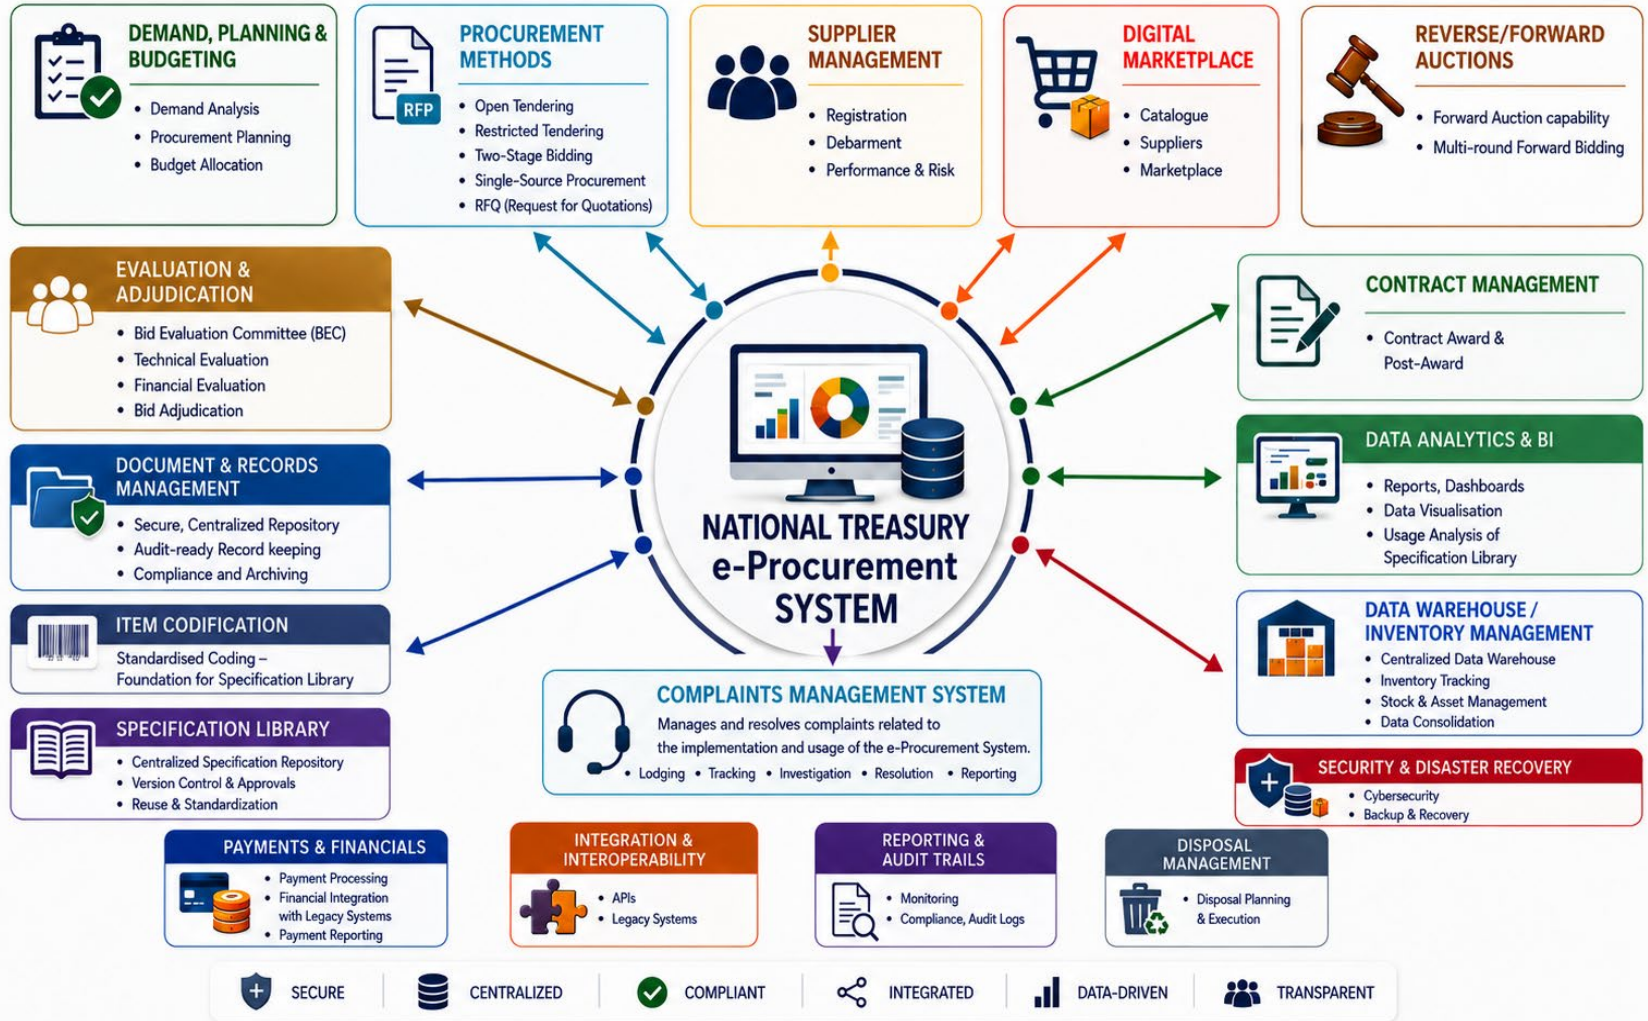 DEMAND, PLANNING &
BUDGETING
• Demand Analysis
• Procurement Planning
• Budget Allocation
PROCUREMENT
METHODS
RFP
• Open Tendering
• Restricted Tendering
• Two-Stage Bidding
• Single-Source Procurement
• RFQ (Request for Quotations)
SUPPLIER
MANAGEMENT
• Registration
• Debarment
• Performance & Risk
DIGITAL
MARKETPLACE
• Catalogue
• Suppliers
• Marketplace
REVERSE/FORWARD
AUCTIONS
• Forward Auction capability
• Multi-round Forward Bidding
EVALUATION &
ADJUDICATION
• Bid Evaluation Committee (BEC)
• Technical Evaluation
• Financial Evaluation
• Bid Adjudication
DOCUMENT & RECORDS
MANAGEMENT
• Secure, Centralized Repository
• Audit-ready Record keeping
• Compliance and Archiving
ITEM CODIFICATION
Standardised Coding –
Foundation for Specification Library
SPECIFICATION LIBRARY
• Centralized Specification Repository
• Version Control & Approvals
• Reuse & Standardization
NATIONAL TREASURY
e-Procurement
SYSTEM
CONTRACT MANAGEMENT
• Contract Award &
Post-Award
DATA ANALYTICS & BI
• Reports, Dashboards
• Data Visualisation
• Usage Analysis of
Specification Library
DATA WAREHOUSE /
INVENTORY MANAGEMENT
• Centralized Data Warehouse
• Inventory Tracking
• Stock & Asset Management
• Data Consolidation
SECURITY & DISASTER RECOVERY
• Cybersecurity
• Backup & Recovery
COMPLAINTS MANAGEMENT SYSTEM
Manages and resolves complaints related to
the implementation and usage of the e-Procurement System.
• Lodging • Tracking • Investigation • Resolution • Reporting
PAYMENTS & FINANCIALS
• Payment Processing
• Financial Integration
with Legacy Systems
• Payment Reporting
INTEGRATION &
INTEROPERABILITY
• APIs
• Legacy Systems
REPORTING &
AUDIT TRAILS
• Monitoring
• Compliance, Audit Logs
DISPOSAL
MANAGEMENT
• Disposal Planning
& Execution
SECURE
CENTRALIZED
COMPLIANT
INTEGRATED
DATA-DRIVEN
TRANSPARENT